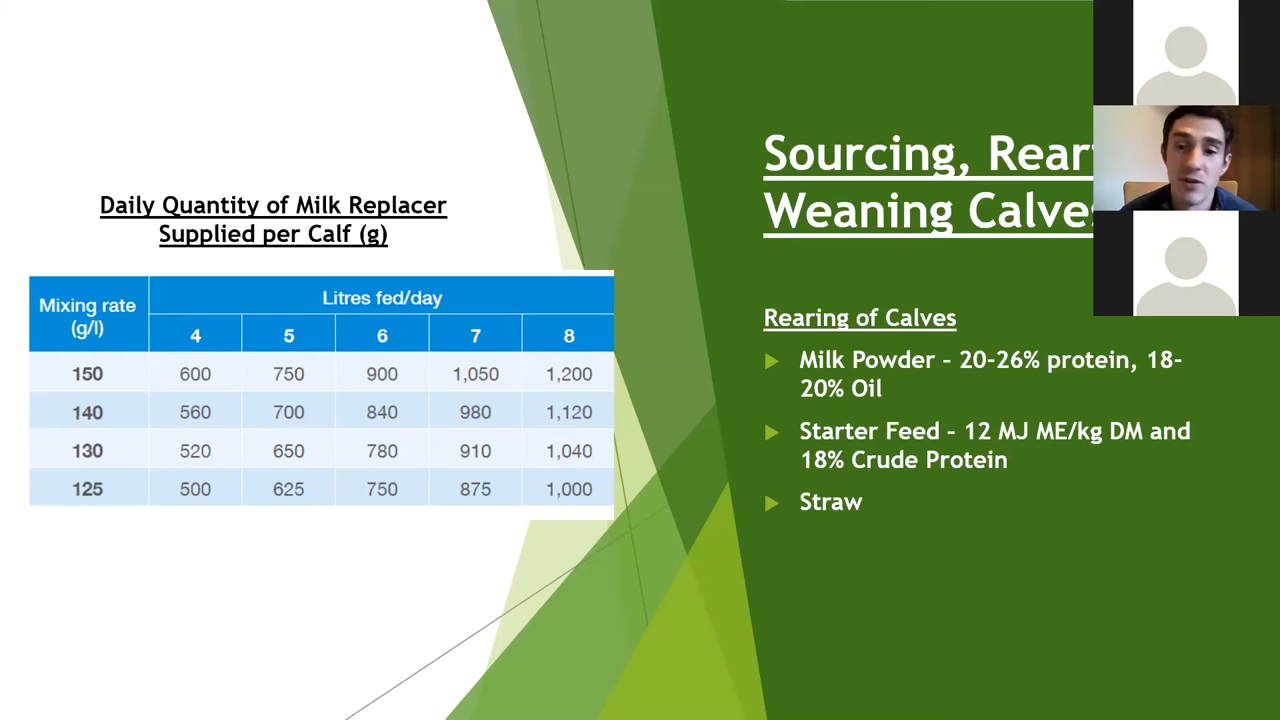 Daily Quantity of Milk Replacer
Supplied per Calf (g)
Mixing rate (g/l) Litres fed/day
4 5 6 7 8
150 600 750 900 1,050 1,200
140 560 700 840 980 1,120
130 520 650 780 910 1,040
125 500 625 750 875 1,000
Sourcing,
Weaning
Rearing of Calves
Milk Powder – 20-26% protein, 18-
20% Oil
Starter Feed – 12 MJ ME/kg DM and
18% Crude Protein
Straw